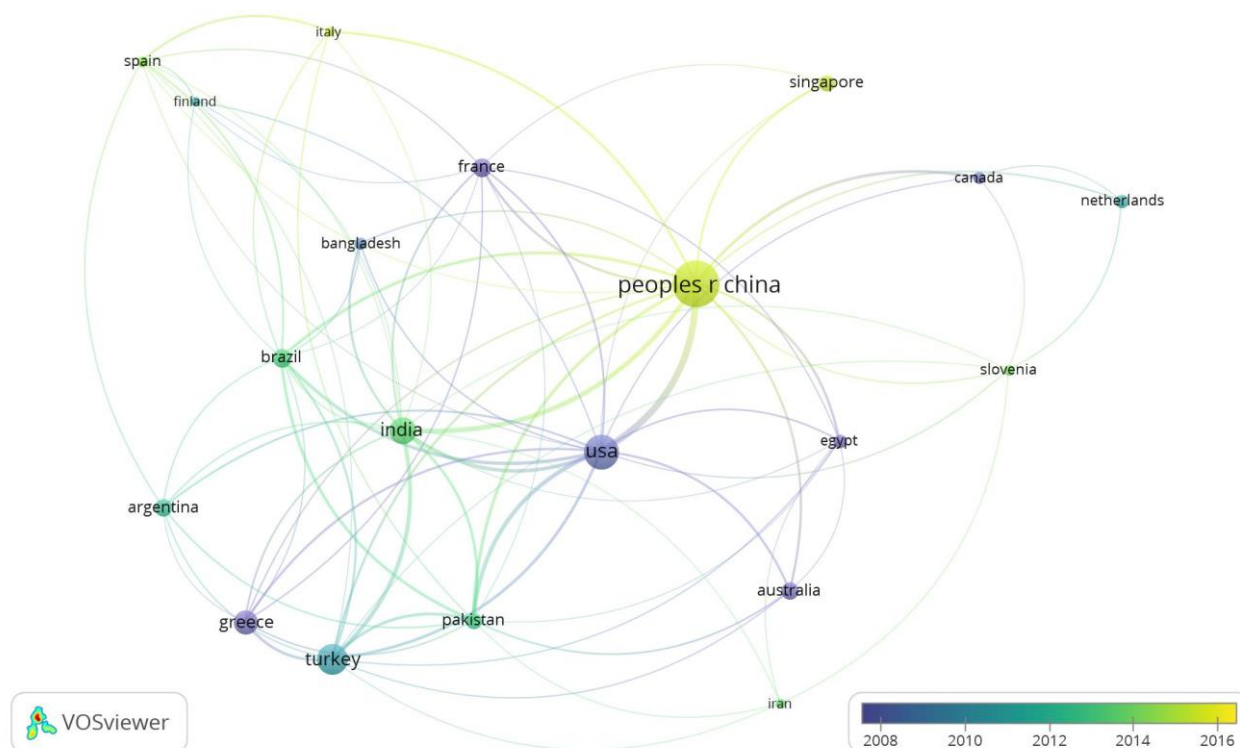 italy
spain
singapore
finland
france
canada
netherlands
bangladesh
peoples r china
brazil
slovenia
india
usa
egypt
argentina
australia
greece
pakistan
turkey
iran
VOSviewer
2008 2010 2012 2014 2016